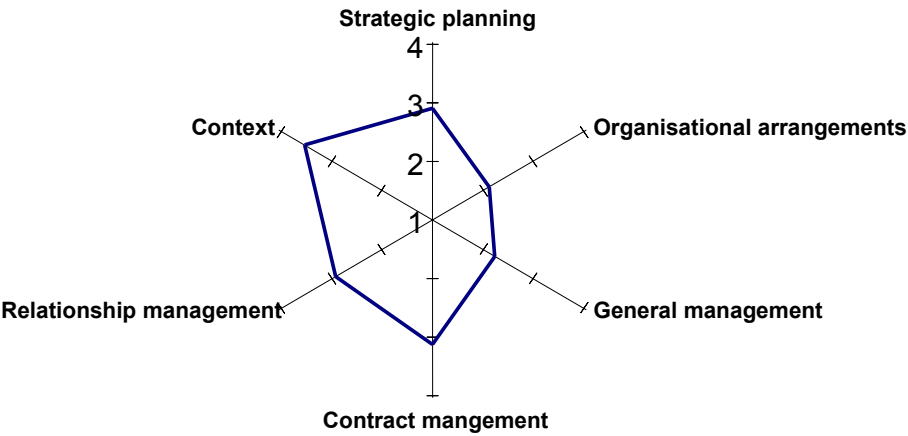 Strategic planning
4
3
Context
Organisational arrangements
2
1
Relationship management
General management
Contract mangement